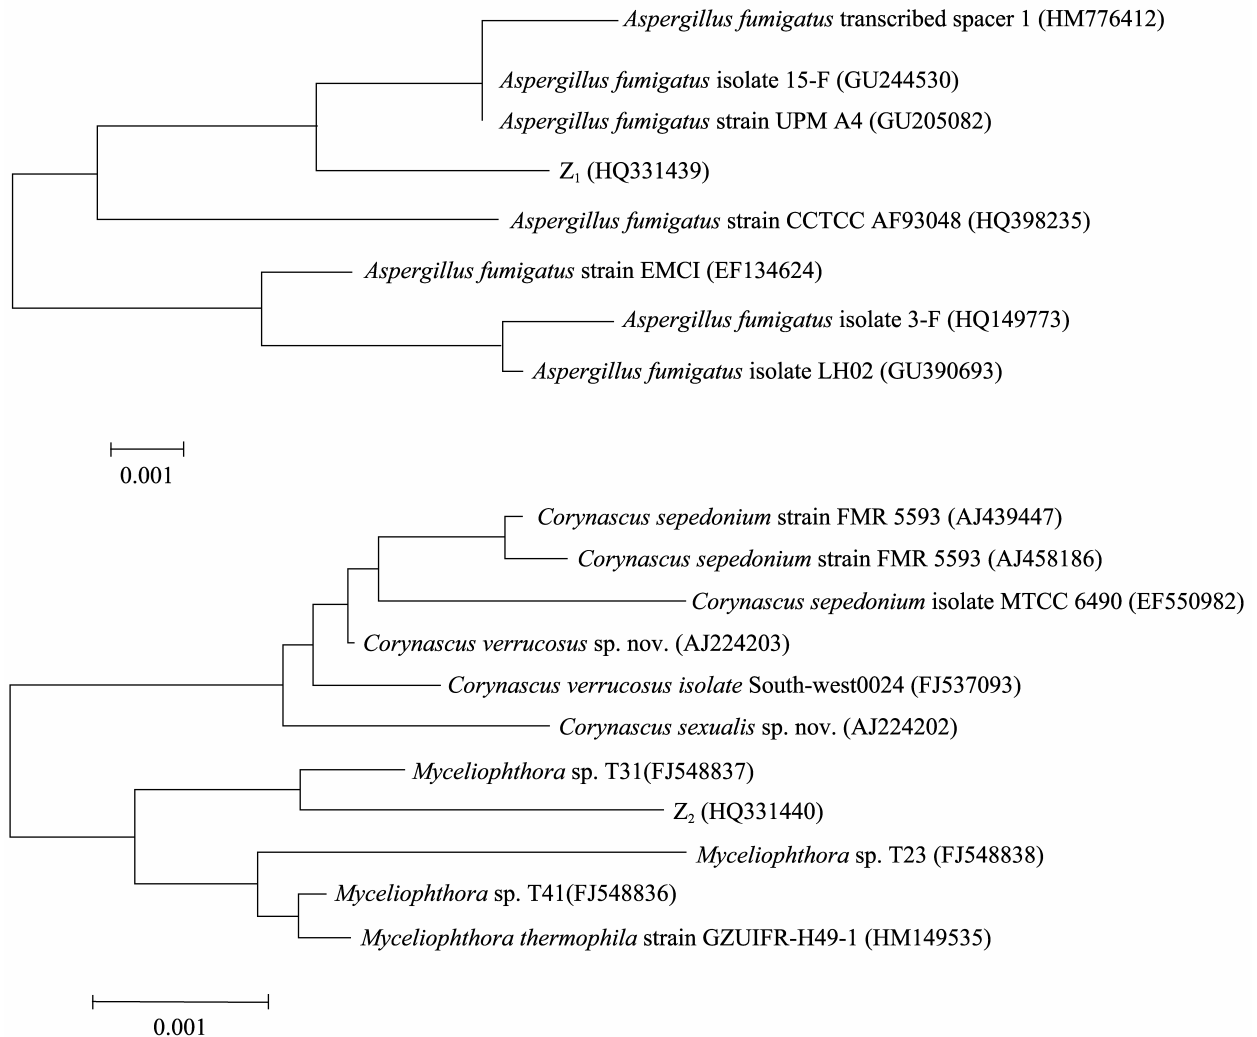 Aspergillus fumigatus transcribed spacer 1 (HM776412)
Aspergillus fumigatus isolate 15-F (GU244530)
Aspergillus fumigatus strain UPM A4 (GU205082)
Z₁ (HQ331439)
Aspergillus fumigatus strain CCTCC AF93048 (HQ398235)
Aspergillus fumigatus strain EMCI (EF134624)
Aspergillus fumigatus isolate 3-F (HQ149773)
Aspergillus fumigatus isolate LH02 (GU390693)
0.001
Corynascus sepedonium strain FMR 5593 (AJ439447)
Corynascus sepedonium strain FMR 5593 (AJ458186)
Corynascus sepedonium isolate MTCC 6490 (EF550982)
Corynascus verrucosus sp. nov. (AJ224203)
Corynascus verrucosus isolate South-west0024 (FJ537093)
Corynascus sexualis sp. nov. (AJ224202)
Myceliophthora sp. T31(FJ548837)
Z₂ (HQ331440)
Myceliophthora sp. T23 (FJ548838)
Myceliophthora sp. T41(FJ548836)
Myceliophthora thermophila strain GZUIFR-H49-1 (HM149535)
0.001